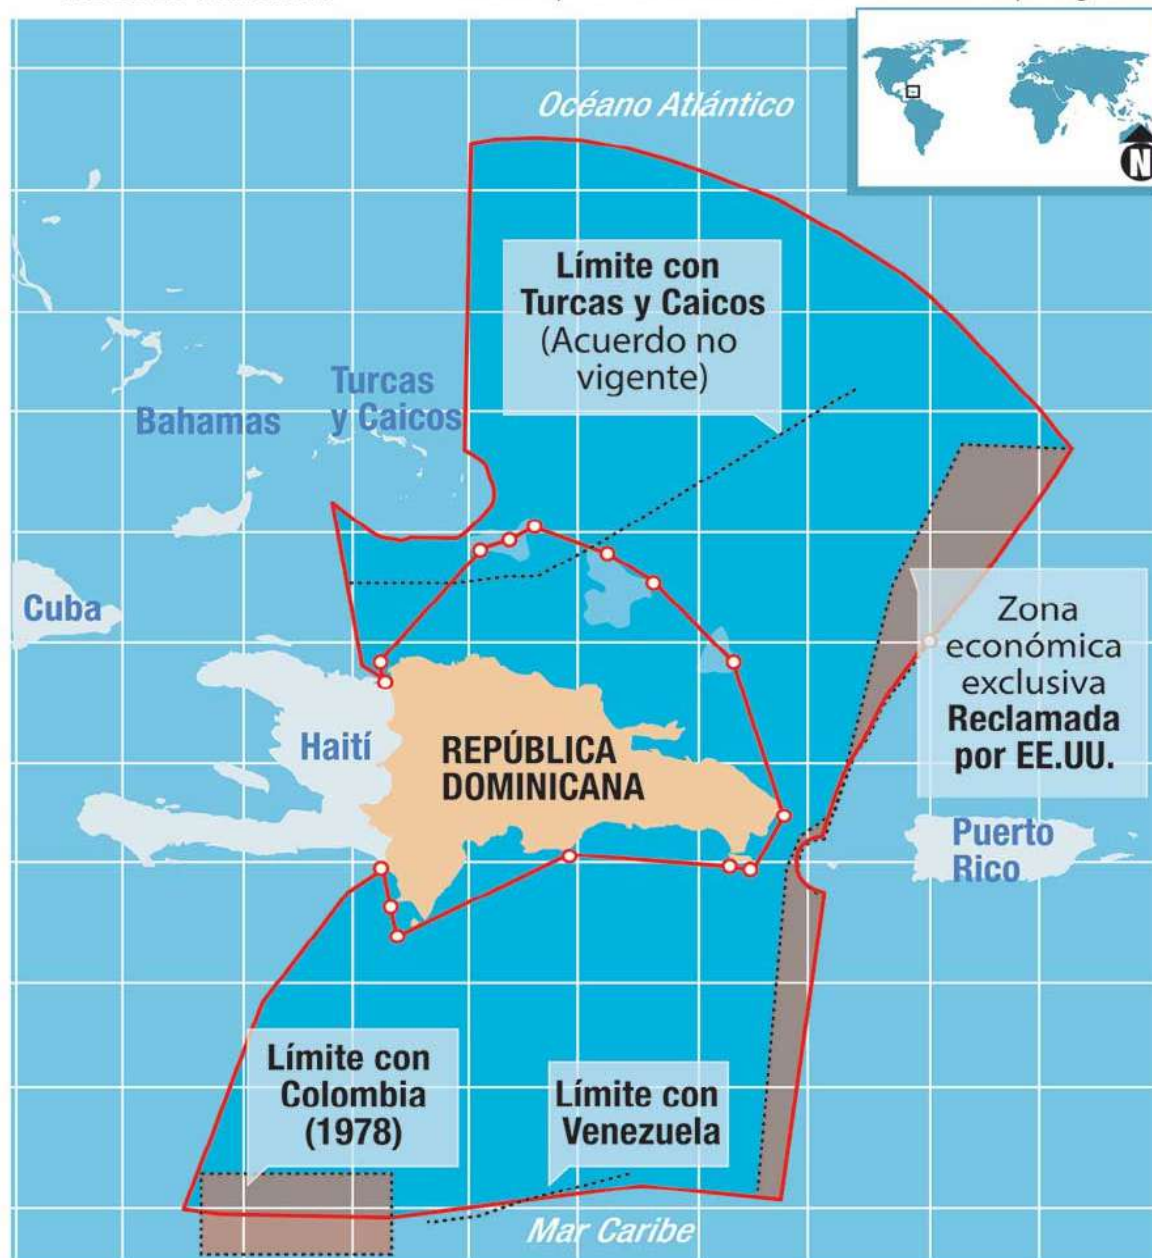 Océano Atlántico
N
Límite con
Turcas y Caicos
(Acuerdo no
vigente)
Turcas
y Caicos
Bahamas
Cuba
Zona
económica
exclusiva
Reclamada
por EE.UU.
Haití
REPÚBLICA
DOMINICANA
Puerto
Rico
Límite con
Colombia
(1978)
Límite con
Venezuela
Mar Caribe